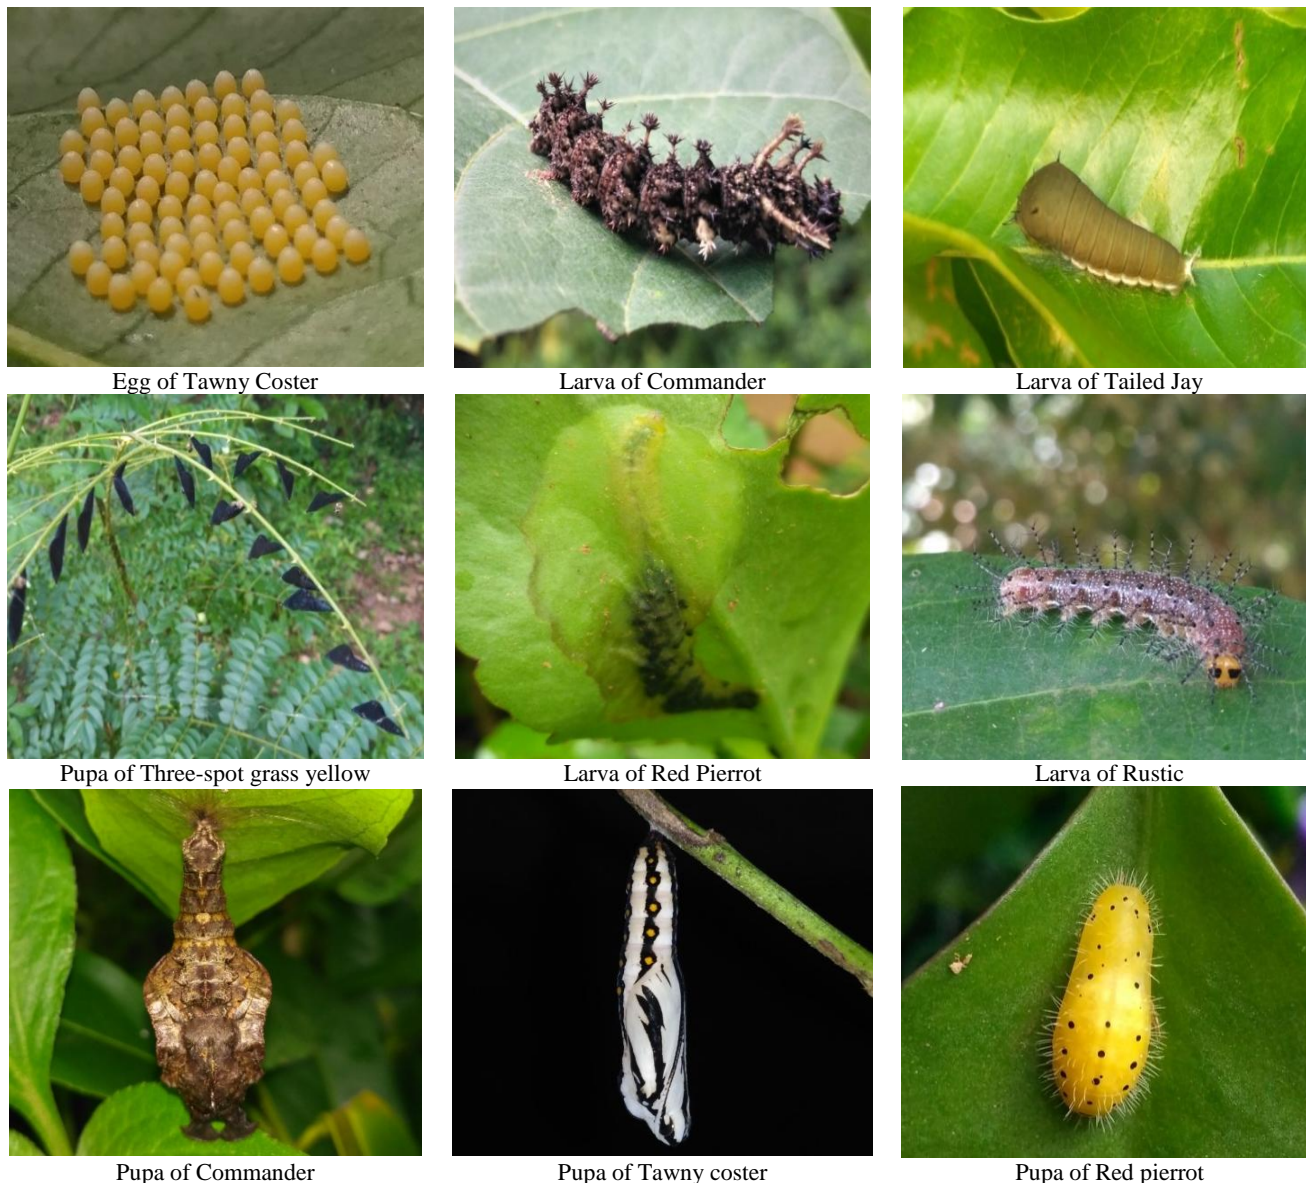 Egg of Tawny Coster
Larva of Commander
Larva of Tailed Jay
Pupa of Three-spot grass yellow
Larva of Red Pierrot
Larva of Rustic
Pupa of Commander
Pupa of Tawny coster
Pupa of Red pierrot